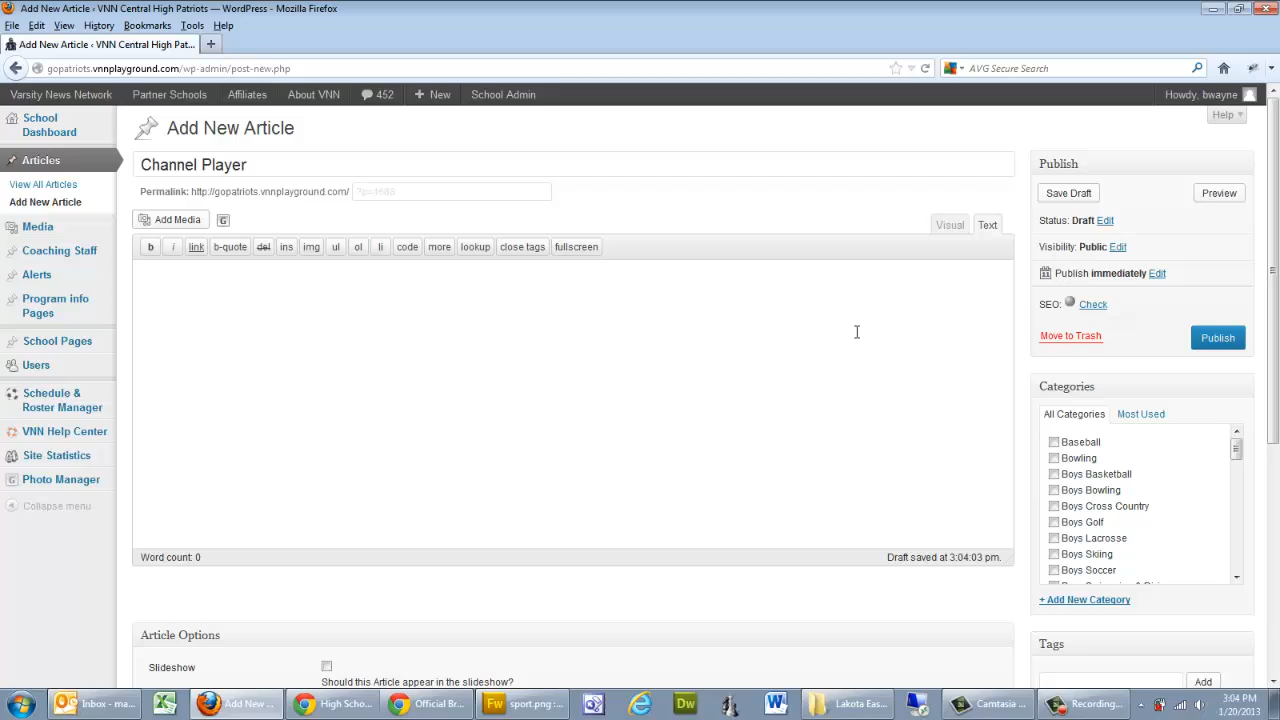 Add New Article ‹ VNN Central High Patriots — WordPress - Mozilla Firefox
File Edit View History Bookmarks Tools Help
Add New Article ‹ VNN Central High Pat...
gopatriots.vnnplayground.com/wp-admin/post-new.php
AVG Secure Search
Varsity News Network Partner Schools Affiliates About VNN 452 + New School Admin Howdy, bwayne
Help
School Dashboard
Articles
View All Articles
Add New Article
Media
Coaching Staff
Alerts
Program info Pages
School Pages
Users
Schedule & Roster Manager
VNN Help Center
Site Statistics
Photo Manager
Collapse menu
Add New Article
Channel Player
Permalink: http://gopatriots.vnnplayground.com/ ?p=1688
Add Media G
Visual Text
b i link b-quote del ins img ul ol li code more lookup close tags fullscreen
Word count: 0 Draft saved at 3:04:03 pm.
Article Options
Slideshow
Should this Article appear in the slideshow?
Publish
Save Draft Preview
Status: Draft Edit
Visibility: Public Edit
Publish immediately Edit
SEO: Check
Move to Trash Publish
Categories
All Categories Most Used
Baseball
Bowling
Boys Basketball
Boys Bowling
Boys Cross Country
Boys Golf
Boys Lacrosse
Boys Skiing
Boys Soccer
+ Add New Category
Tags
Add
Inbox - ma... Add New ... High Scho... Official Br... sport.png :... Lakota Eas... Camtasia ... Recording...
3:04 PM
1/20/2013